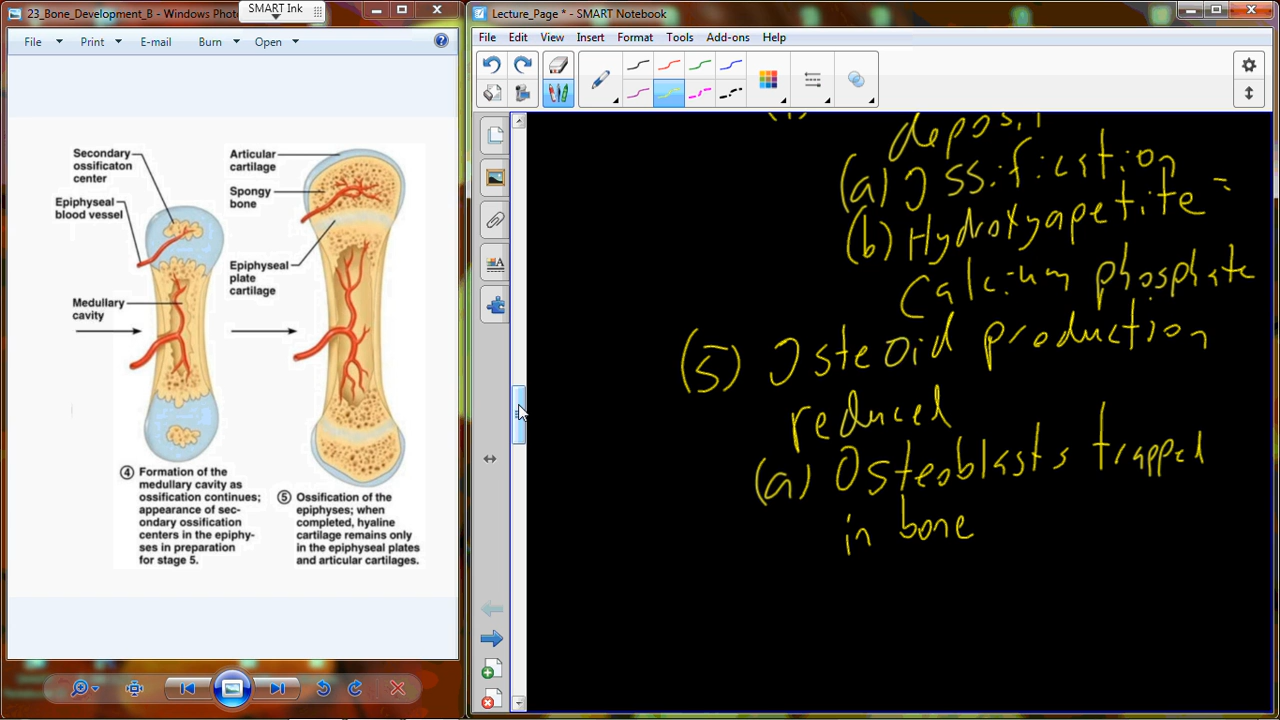 23_Bone_Development_B - Windows Phot
SMART Ink
File Print E-mail Burn Open
Secondary
ossificaton
center
Epiphyseal
blood vessel
Medullary
cavity
Articular
cartilage
Spongy
bone
Epiphyseal
plate
cartilage
④ Formation of the
medullary cavity as
ossification continues;
appearance of sec-
ondary ossification
centers in the epiphy-
ses in preparation
for stage 5.
⑤ Ossification of the
epiphyses; when
completed, hyaline
cartilage remains only
in the epiphyseal plates
and articular cartilages.
Lecture_Page * - SMART Notebook
File Edit View Insert Format Tools Add-ons Help
deposit
(a) Ossification
(b) Hydroxyapetite =
Calcium phosphate
(5) Osteoid production
reduced
(a) Osteoblasts trapped
in bone